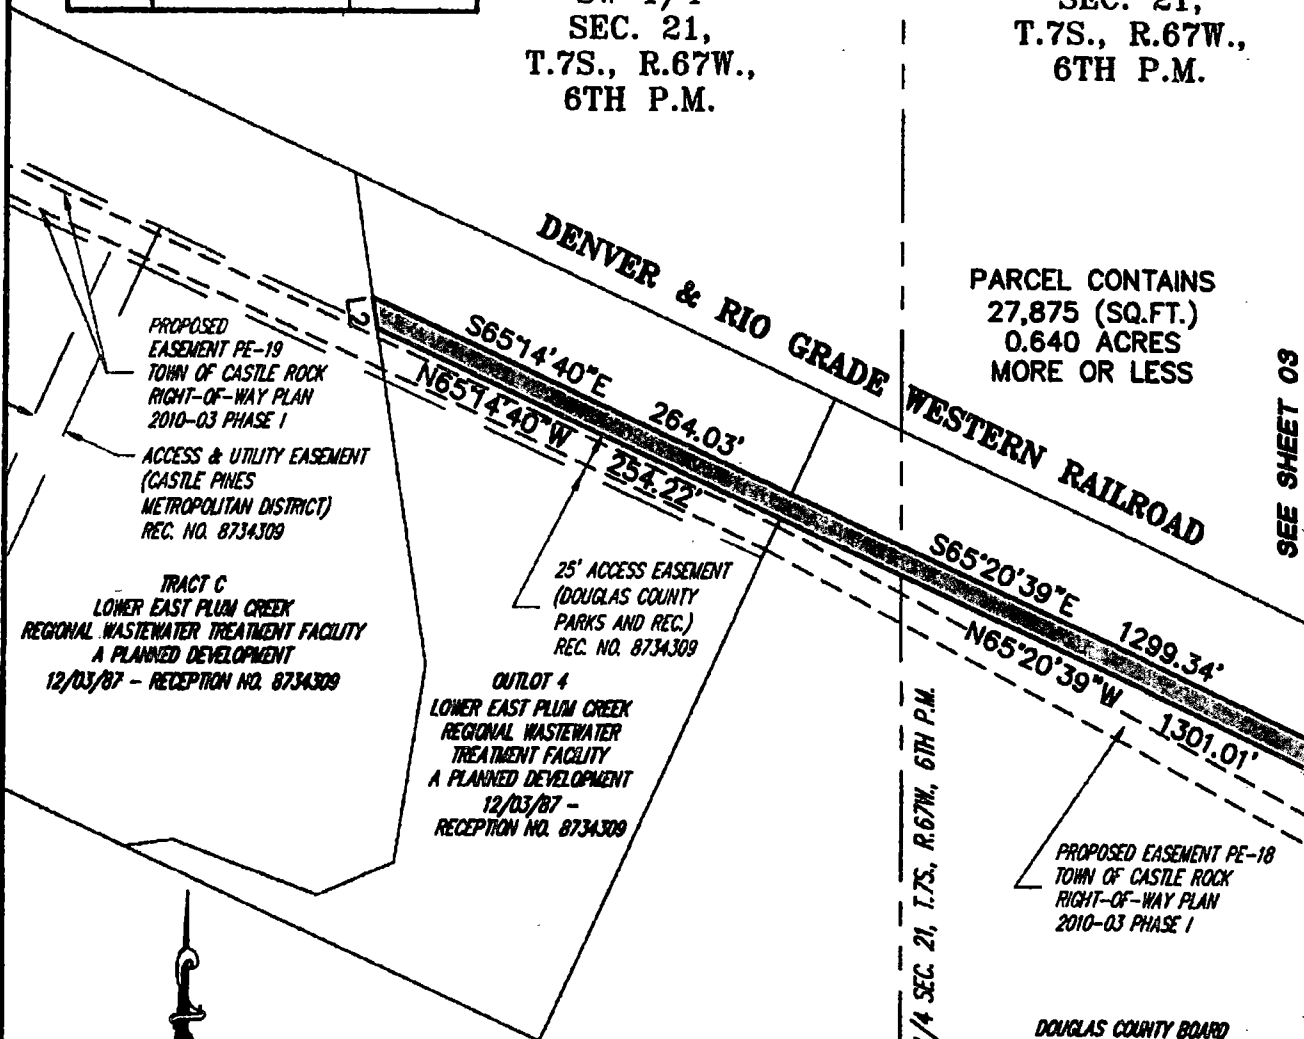 SW 1/4
SEC. 21,
T.7S., R.67W.,
6TH P.M.
SEC. 21,
T.7S., R.67W.,
6TH P.M.
DENVER & RIO GRADE WESTERN RAILROAD
PARCEL CONTAINS
27,875 (SQ.FT.)
0.640 ACRES
MORE OR LESS
SEE SHEET 03
L2
S65°14'40"E 264.03'
N65°14'40"W 254.22'
S65°20'39"E 1299.34'
N65°20'39"W 1301.01'
PROPOSED
EASEMENT PE-19
TOWN OF CASTLE ROCK
RIGHT-OF-WAY PLAN
2010-03 PHASE I
ACCESS & UTILITY EASEMENT
(CASTLE PINES
METROPOLITAN DISTRICT)
REC. NO. 8734309
25' ACCESS EASEMENT
(DOUGLAS COUNTY
PARKS AND REC.)
REC. NO. 8734309
TRACT C
LOWER EAST PLUM CREEK
REGIONAL WASTEWATER TREATMENT FACILITY
A PLANNED DEVELOPMENT
12/03/87 - RECEPTION NO. 8734309
OUTLOT 4
LOWER EAST PLUM CREEK
REGIONAL WASTEWATER
TREATMENT FACILITY
A PLANNED DEVELOPMENT
12/03/87 -
RECEPTION NO. 8734309
/4 SEC. 21, T.7S., R.67W., 6TH P.M.
PROPOSED EASEMENT PE-18
TOWN OF CASTLE ROCK
RIGHT-OF-WAY PLAN
2010-03 PHASE I
DOUGLAS COUNTY BOARD